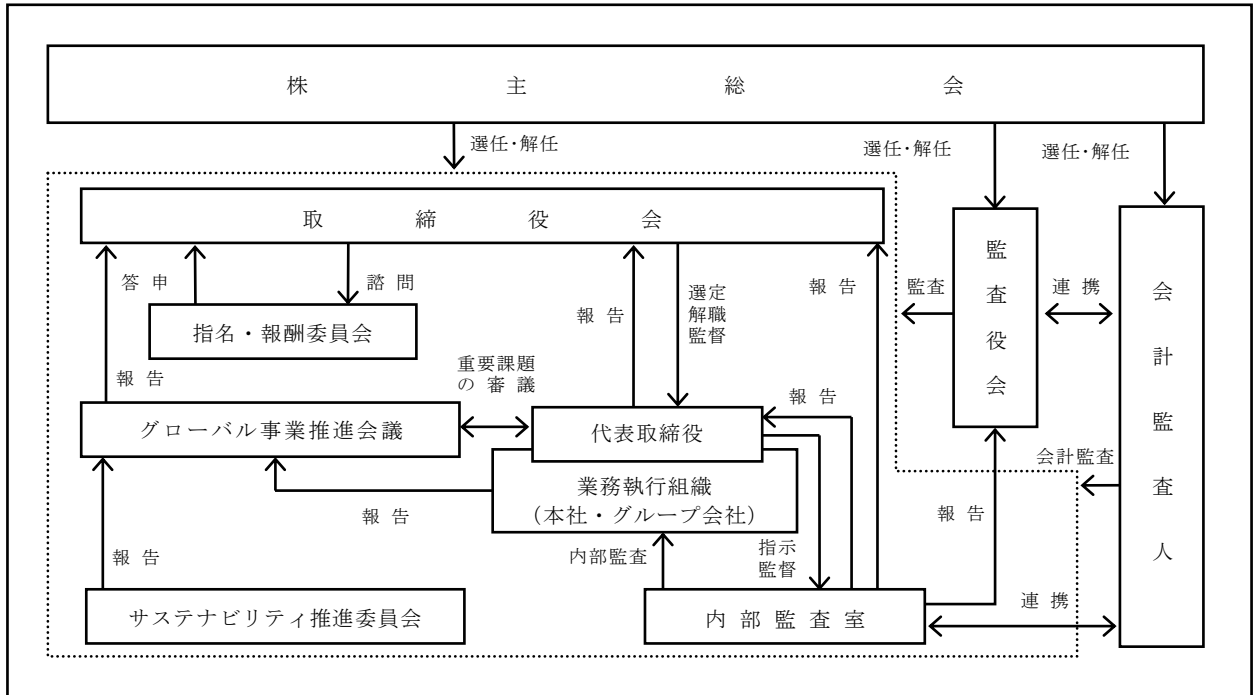 株主総会
選任・解任
選任・解任
選任・解任
取締役会
答申
諮問
報告
選定
解職
監督
報告
監査
連携
監査役会
会計監査人
指名・報酬委員会
報告
重要課題
の審議
報告
グローバル事業推進会議
代表取締役
業務執行組織
(本社・グループ会社)
会計監査
報告
報告
報告
内部監査
指示
監督
サステナビリティ推進委員会
内部監査室
連携